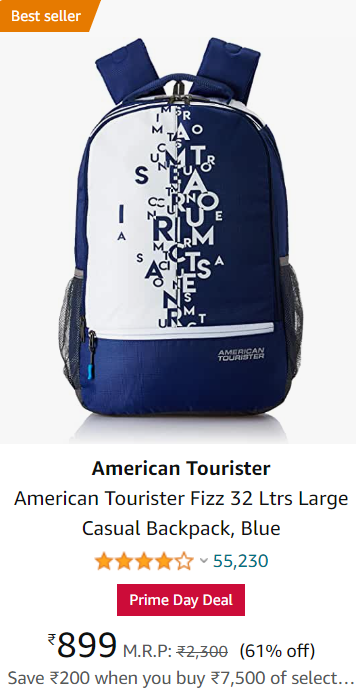 Best seller
AMERICAN
TOURISTER
American Tourister
American Tourister Fizz 32 Ltrs Large
Casual Backpack, Blue
55,230
Prime Day Deal
₹899 M.R.P: ₹2,300 (61% off)
Save ₹200 when you buy ₹7,500 of select…